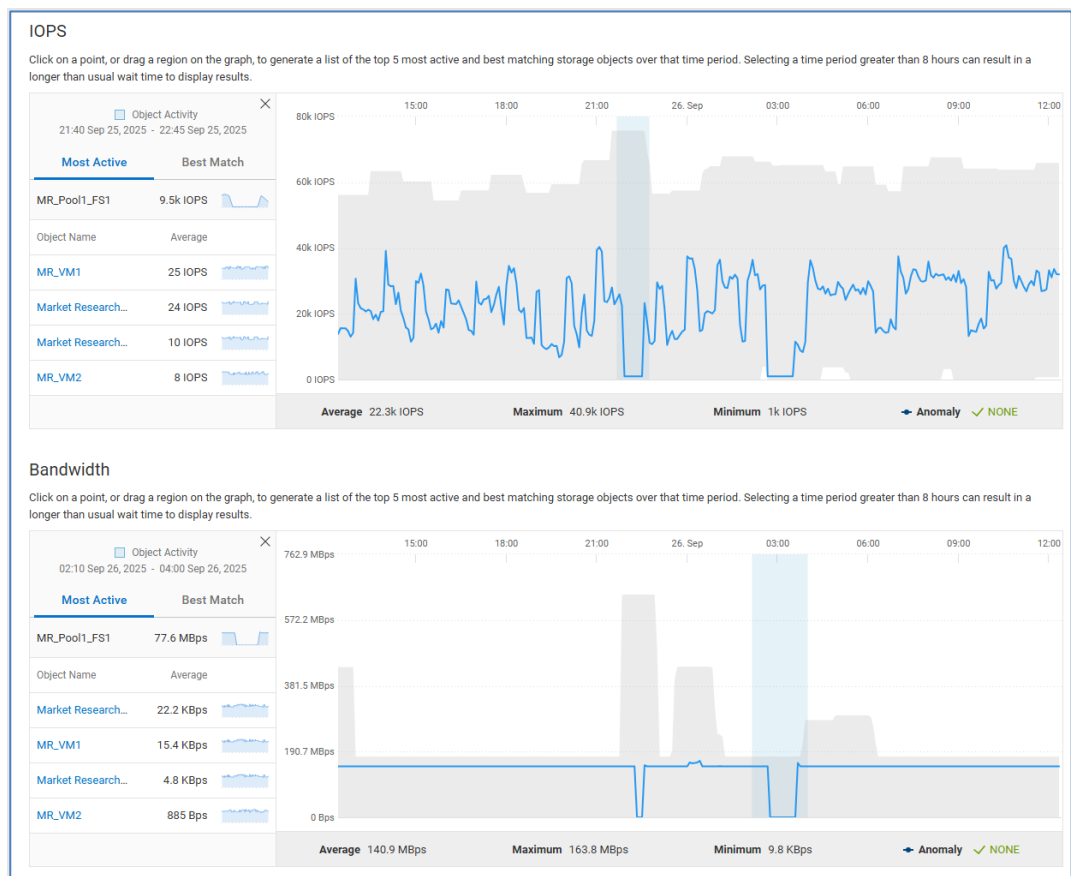 IOPS
Click on a point, or drag a region on the graph, to generate a list of the top 5 most active and best matching storage objects over that time period. Selecting a time period greater than 8 hours can result in a
longer than usual wait time to display results.
Object Activity
21:40 Sep 25, 2025 - 22:45 Sep 25, 2025
Most Active Best Match
MR_Pool1_FS1 9.5k IOPS
Object Name Average
MR_VM1 25 IOPS
Market Research... 24 IOPS
Market Research... 10 IOPS
MR_VM2 8 IOPS
15:00 18:00 21:00 26. Sep 03:00 06:00 09:00 12:00
80k IOPS
60k IOPS
40k IOPS
20k IOPS
0 IOPS
Average 22.3k IOPS Maximum 40.9k IOPS Minimum 1k IOPS Anomaly NONE
Bandwidth
Click on a point, or drag a region on the graph, to generate a list of the top 5 most active and best matching storage objects over that time period. Selecting a time period greater than 8 hours can result in a
longer than usual wait time to display results.
Object Activity
02:10 Sep 26, 2025 - 04:00 Sep 26, 2025
Most Active Best Match
MR_Pool1_FS1 77.6 MBps
Object Name Average
Market Research... 22.2 KBps
MR_VM1 15.4 KBps
Market Research... 4.8 KBps
MR_VM2 885 Bps
15:00 18:00 21:00 26. Sep 03:00 06:00 09:00 12:00
762.9 MBps
572.2 MBps
381.5 MBps
190.7 MBps
0 Bps
Average 140.9 MBps Maximum 163.8 MBps Minimum 9.8 KBps Anomaly NONE